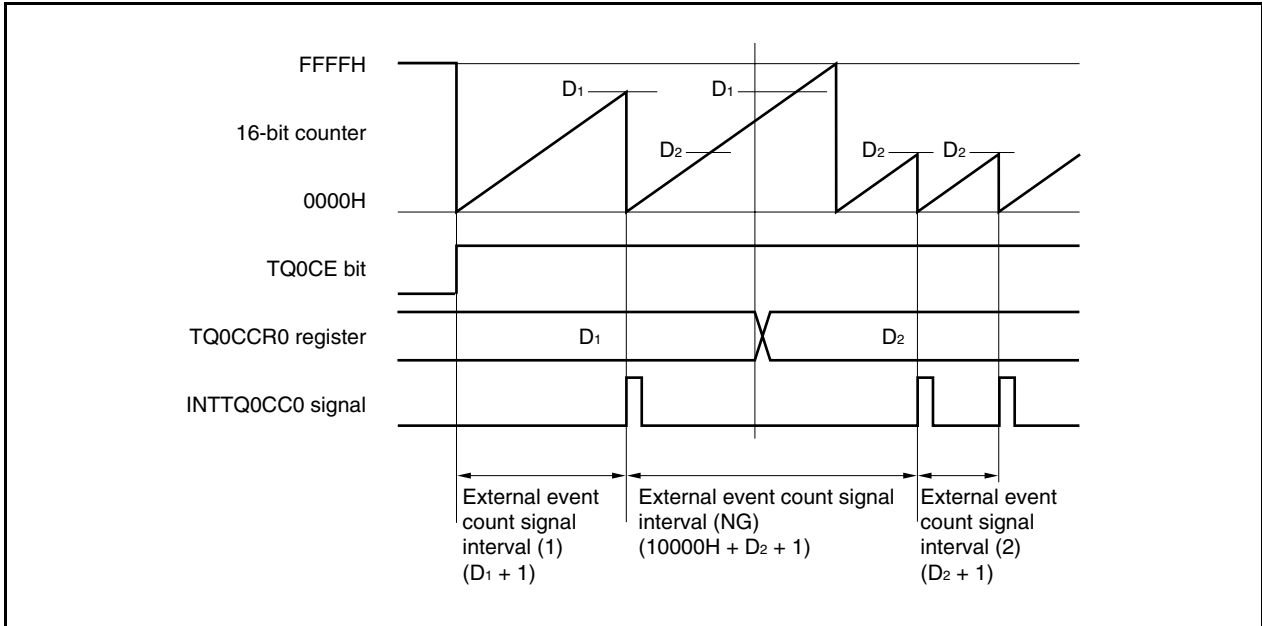 FFFFH
D1
D1
16-bit counter
D2
D2
D2
0000H
TQ0CE bit
TQ0CCR0 register
D1
D2
INTTQ0CC0 signal
External event
count signal
interval (1)
(D1 + 1)
External event count signal
interval (NG)
(10000H + D2 + 1)
External event
count signal
interval (2)
(D2 + 1)